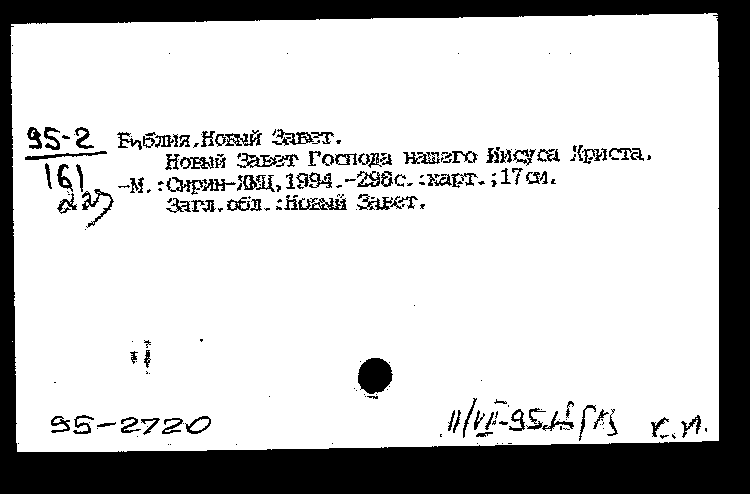 95-2
161
Библия. Новый Завет.
Новый Завет Господа нашего Иисуса Христа.
-М.:Сирин-ХМЦ,1994.-298с.:карт.;17см.
Загл.обл.:Новый Завет.
95-2720
11/VII-95
к.п.